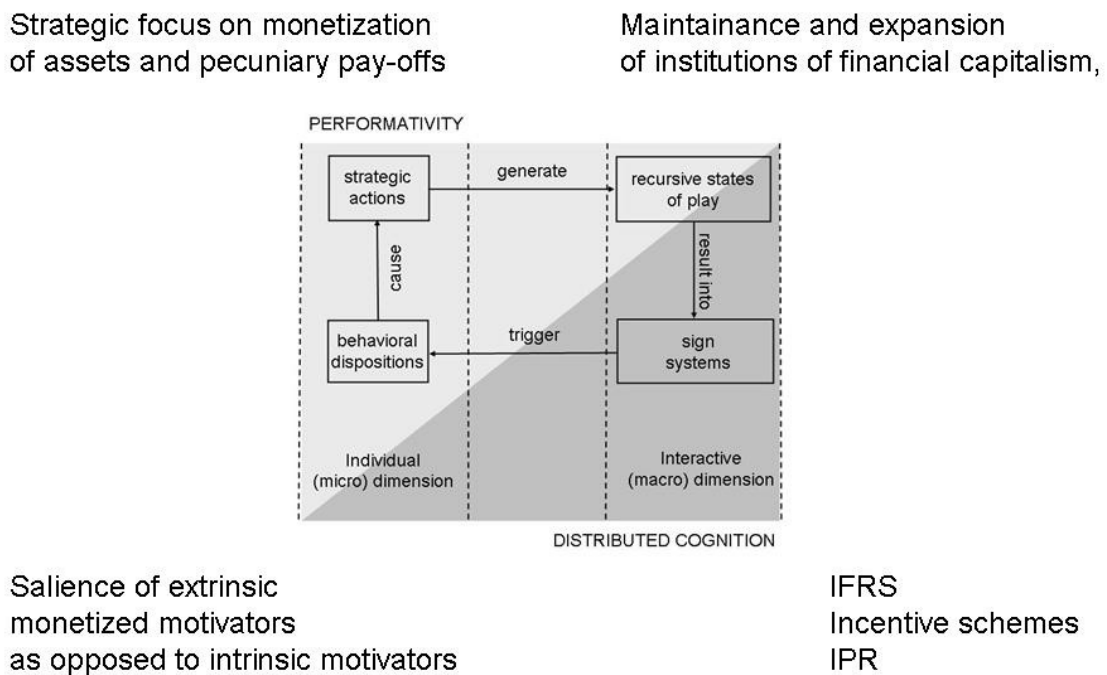 Strategic focus on monetization
of assets and pecuniary pay-offs
Maintainance and expansion
of institutions of financial capitalism,
PERFORMATIVITY
strategic
actions
generate
recursive states
of play
cause
result into
behavioral
dispositions
trigger
sign
systems
Individual
(micro) dimension
Interactive
(macro) dimension
DISTRIBUTED COGNITION
Salience of extrinsic
monetized motivators
as opposed to intrinsic motivators
IFRS
Incentive schemes
IPR